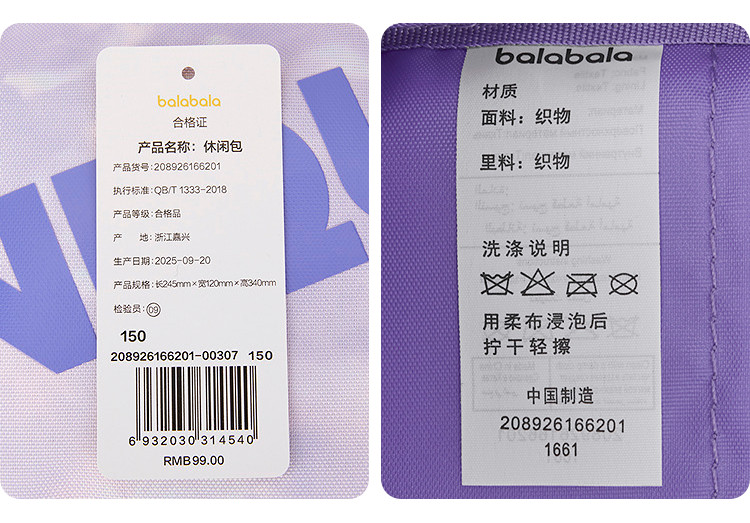 balabala
合格证
产品名称：休闲包
产品货号：208926166201
执行标准：QB/T 1333-2018
产品等级：合格品
产 地：浙江嘉兴
生产日期：2025-09-20
产品规格：长245mm×宽120mm×高340mm
检验员：09
150
208926166201-00307 150
6 932030 314540
RMB99.00
balabala
材质
面料：织物
里料：织物
洗涤说明
用柔布浸泡后
拧干轻擦
中国制造
208926166201
1661